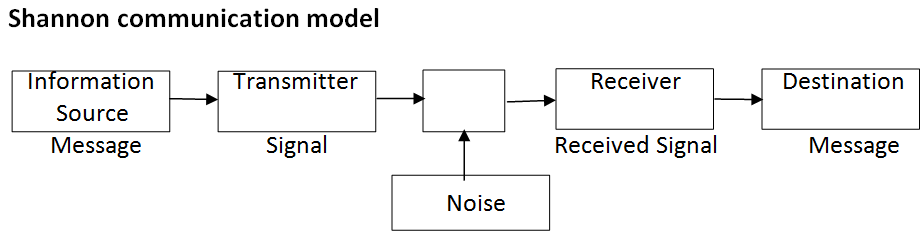 Shannon communication model
Information
Source
Message
Transmitter
Signal
Receiver
Received Signal
Destination
Message
Noise